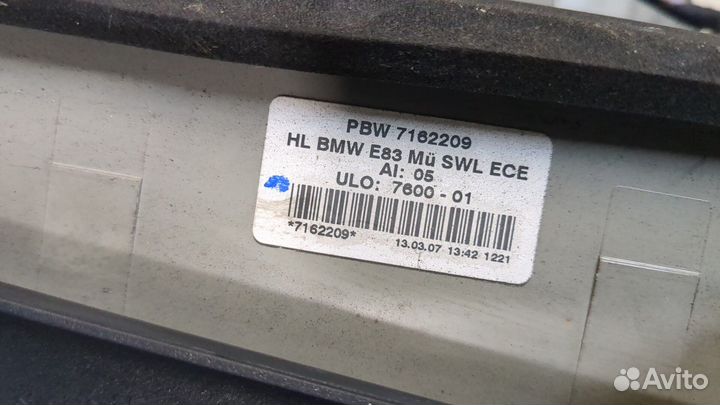 PBW 7162209
HL BMW E83 Mü SWL ECE
AI: 05
ULO: 7600 - 01
*7162209* 13.03.07 13:42 1221
Avito